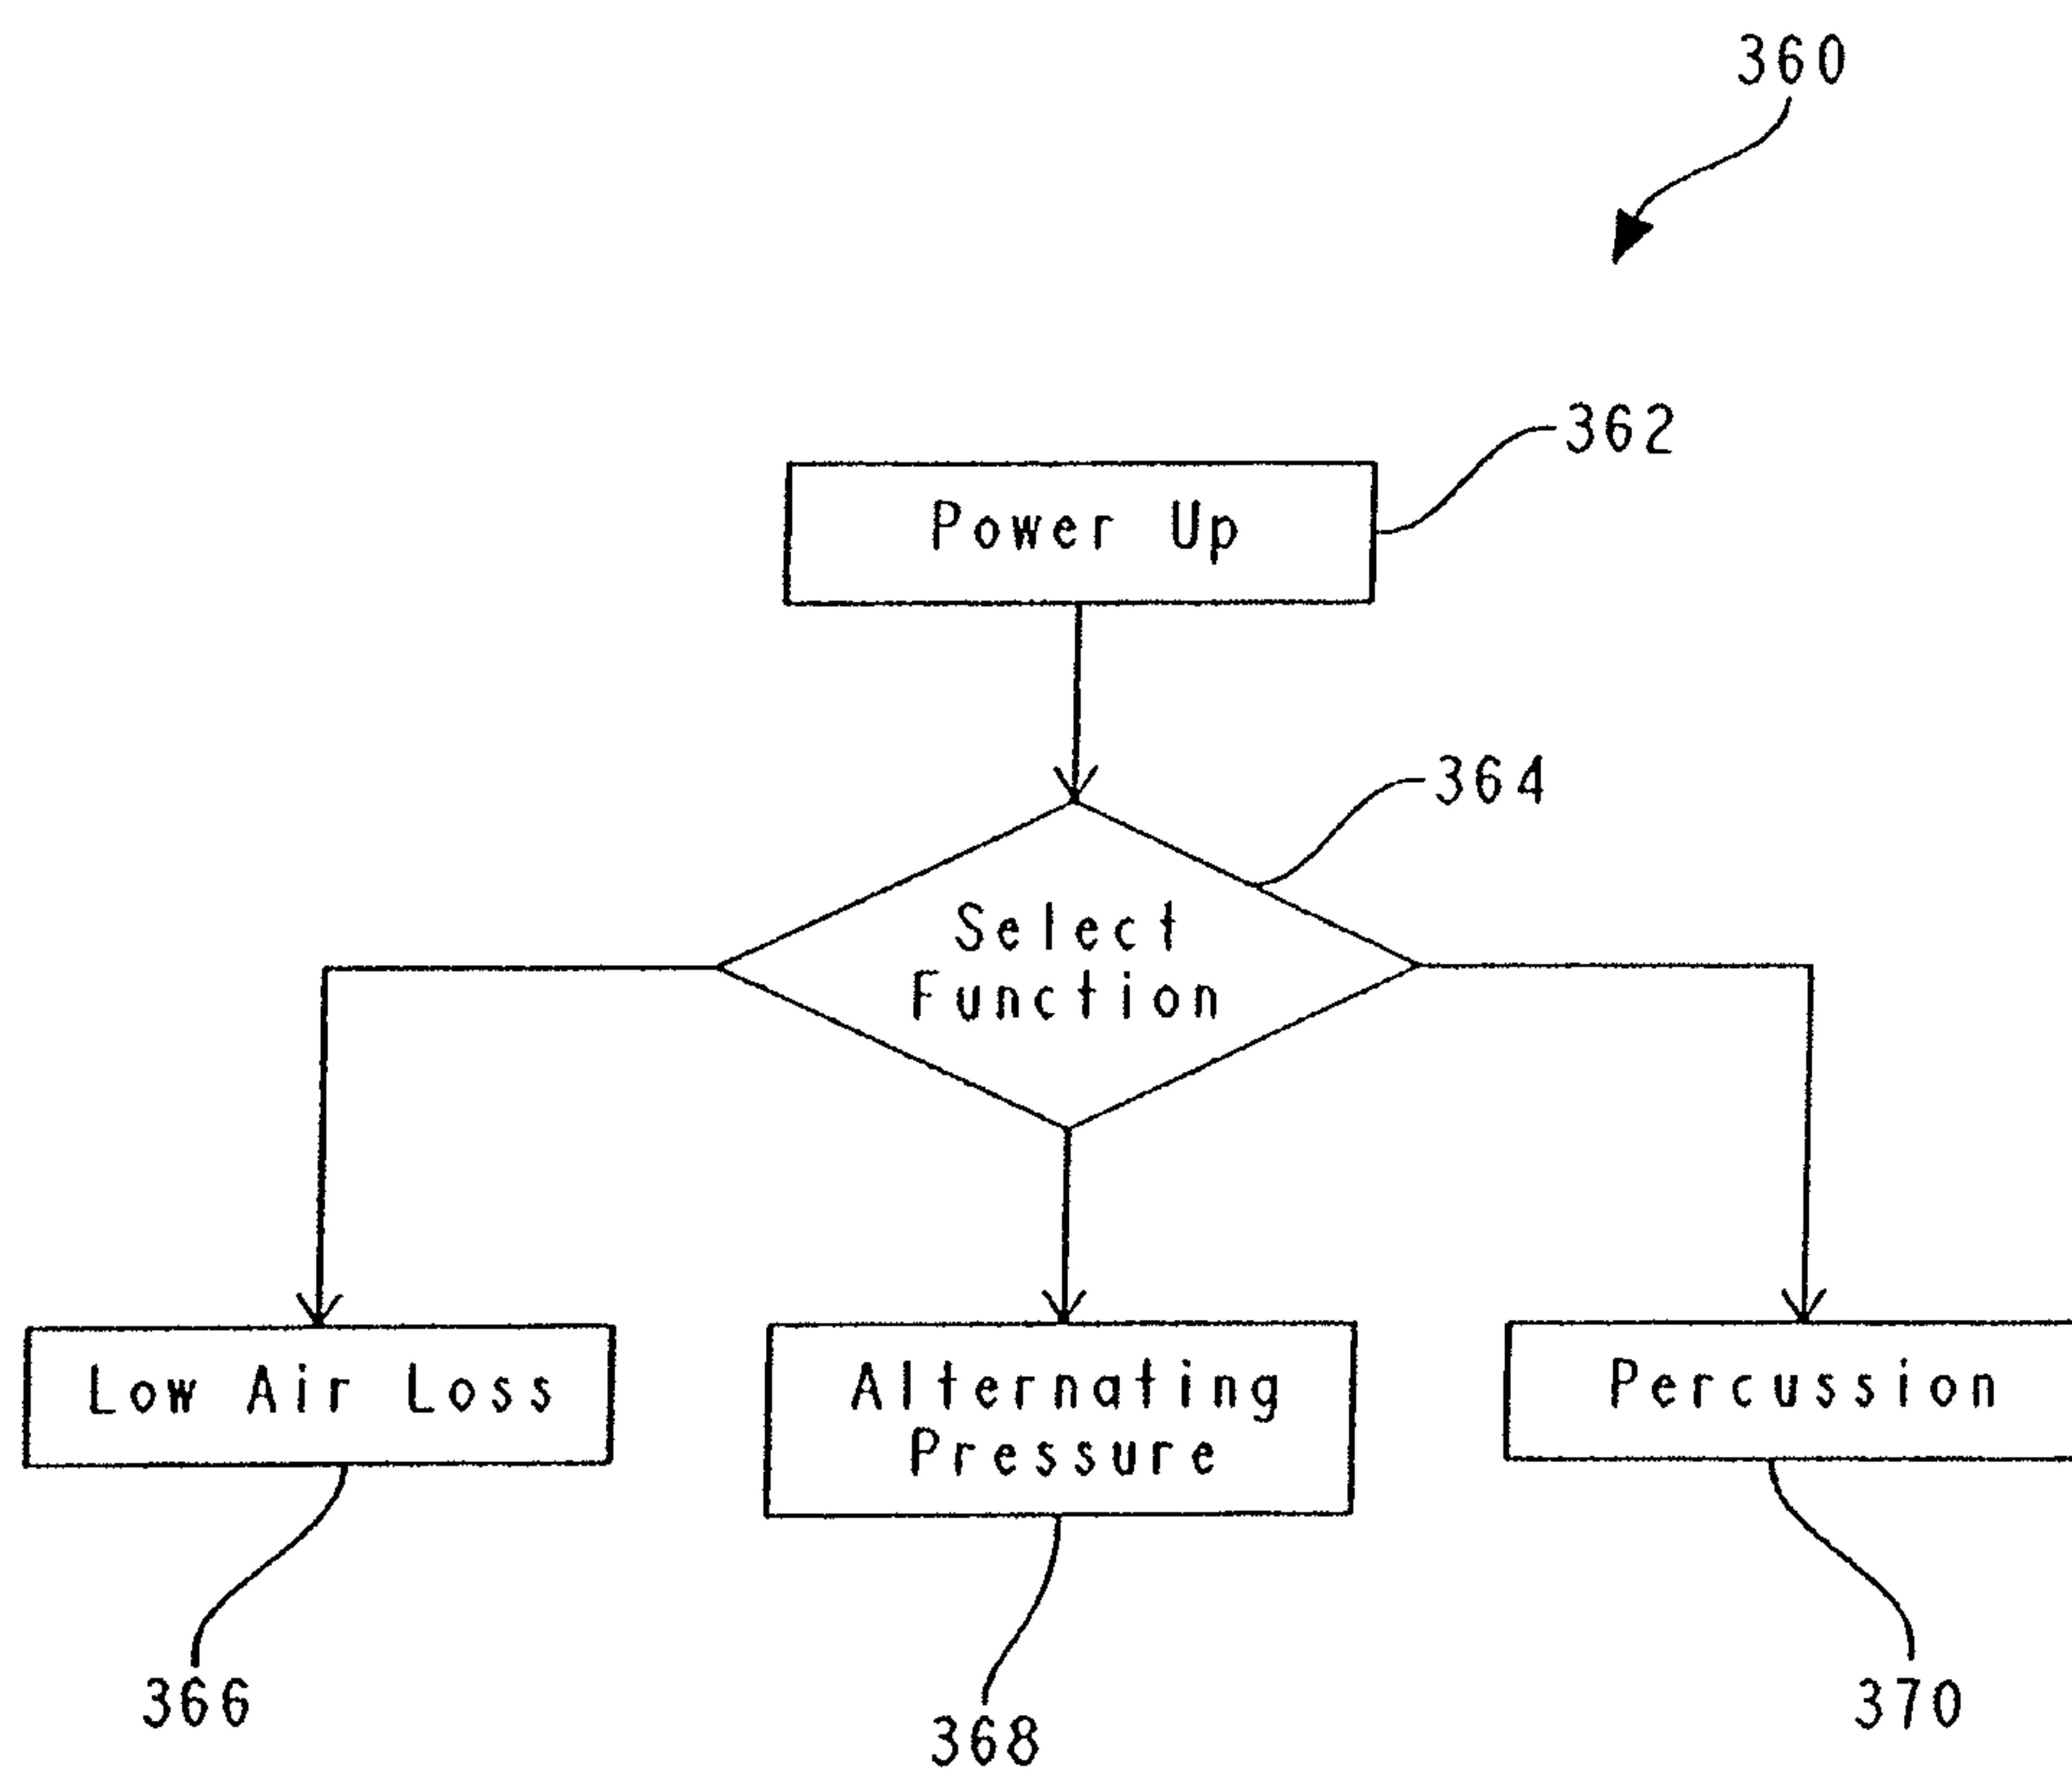 360
362
Power Up
364
Select
Function
Low Air Loss
Alternating
Pressure
Percussion
366
368
370